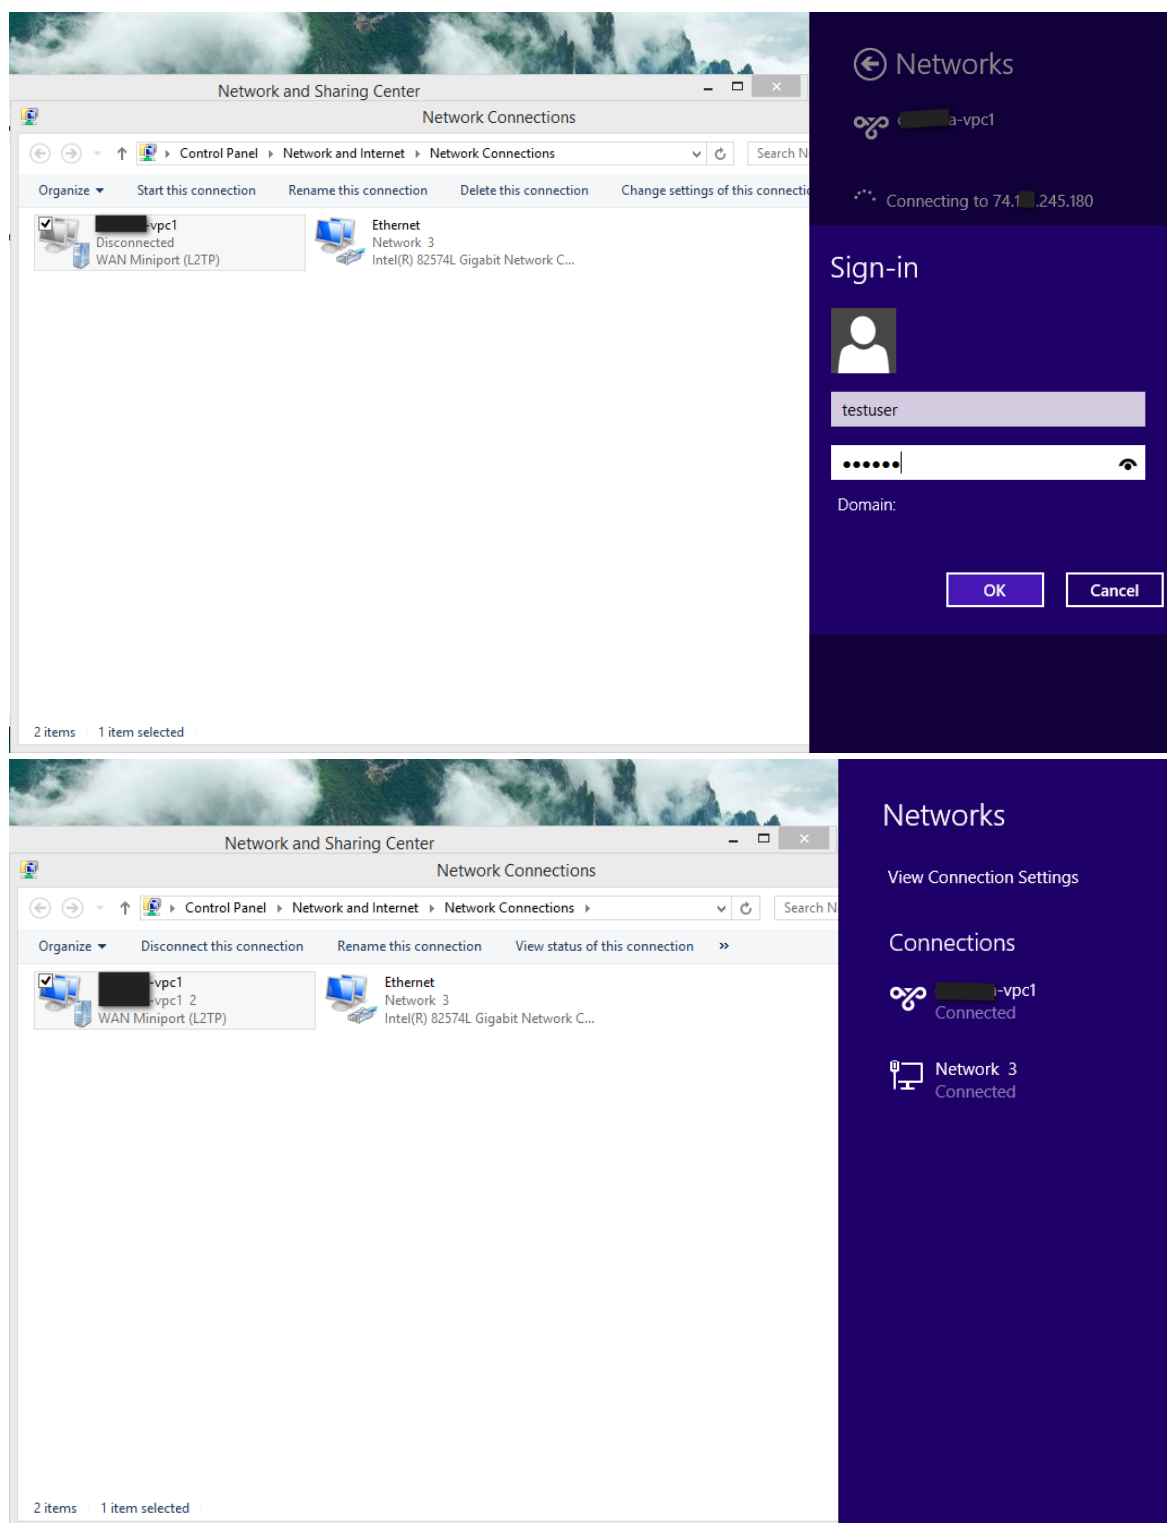 Network and Sharing Center
Network Connections
Control Panel Network and Internet Network Connections Search N
Organize Start this connection Rename this connection Delete this connection Change settings of this connectio
-vpc1
Disconnected
WAN Miniport (L2TP)
Ethernet
Network 3
Intel(R) 82574L Gigabit Network C...
2 items 1 item selected
Networks
a-vpc1
Connecting to 74.1 .245.180
Sign-in
testuser
••••••
Domain:
OK Cancel
Network and Sharing Center
Network Connections
Control Panel Network and Internet Network Connections Search N
Organize Disconnect this connection Rename this connection View status of this connection »
-vpc1
-vpc1 2
WAN Miniport (L2TP)
Ethernet
Network 3
Intel(R) 82574L Gigabit Network C...
2 items 1 item selected
Networks
View Connection Settings
Connections
-vpc1
Connected
Network 3
Connected